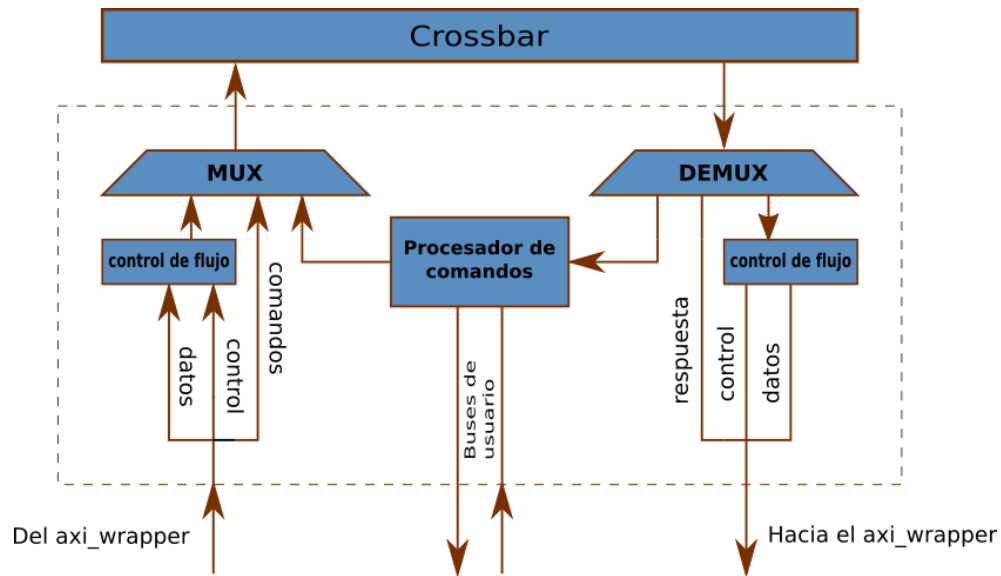 Crossbar
MUX
DEMUX
control de flujo
comandos
Procesador de
comandos
control de flujo
datos
control
Buses de
usuario
respuesta
control
datos
Del axi_wrapper
Hacia el axi_wrapper